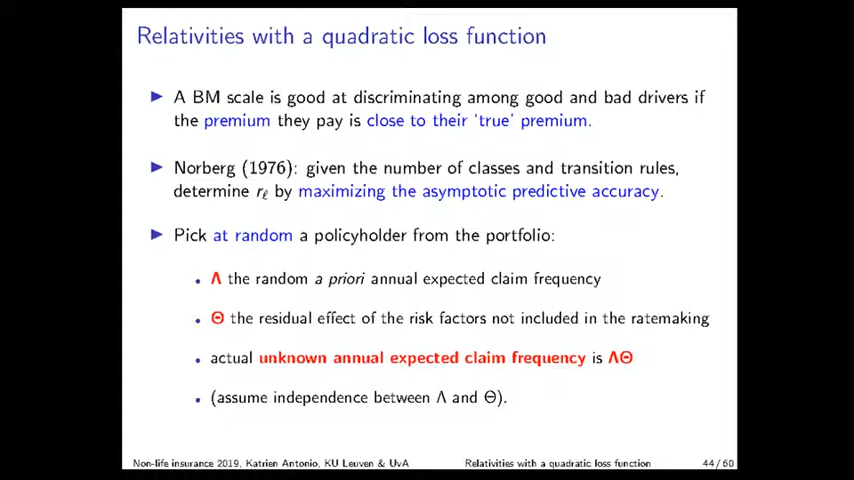 Relativities with a quadratic loss function
▶ A BM scale is good at discriminating among good and bad drivers if
the premium they pay is close to their ‘true’ premium.
▶ Norberg (1976): given the number of classes and transition rules,
determine rℓ by maximizing the asymptotic predictive accuracy.
▶ Pick at random a policyholder from the portfolio:
• Λ the random a priori annual expected claim frequency
• Θ the residual effect of the risk factors not included in the ratemaking
• actual unknown annual expected claim frequency is ΛΘ
• (assume independence between Λ and Θ).
Non-life insurance 2019, Katrien Antonio, KU Leuven & UvA Relativities with a quadratic loss function 44 / 60